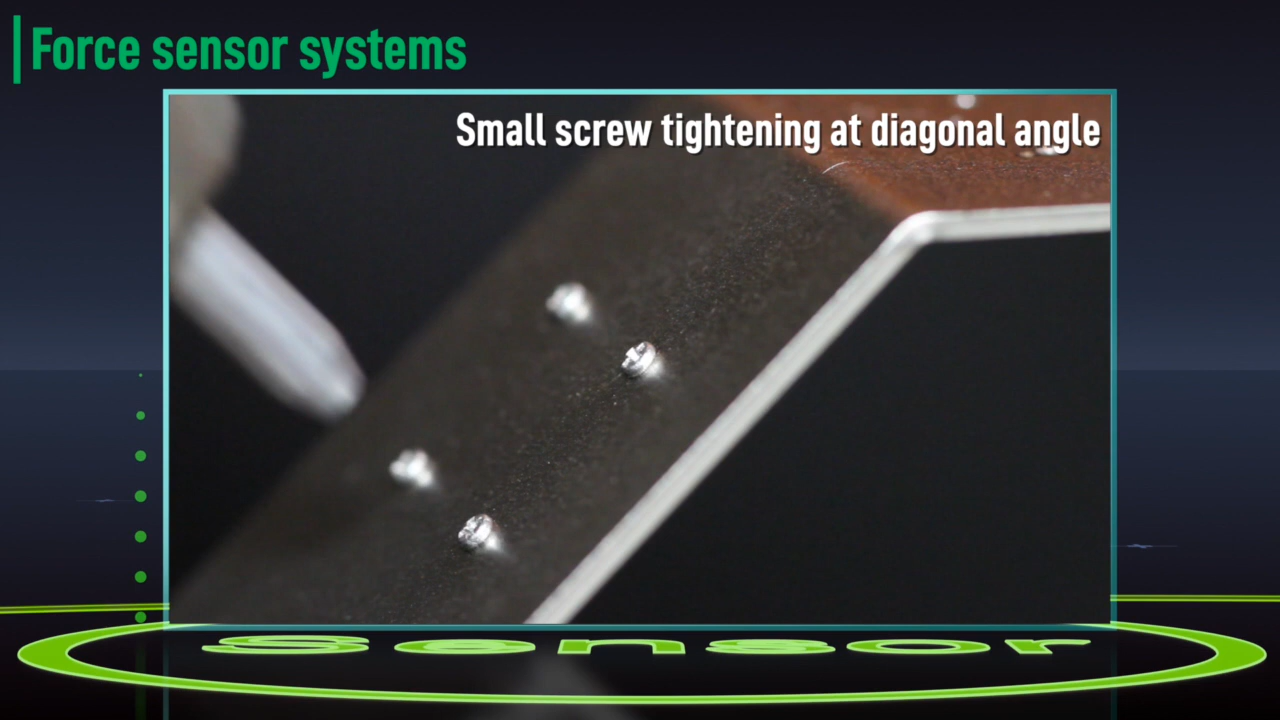 Force sensor systems
Small screw tightening at diagonal angle
Sensor